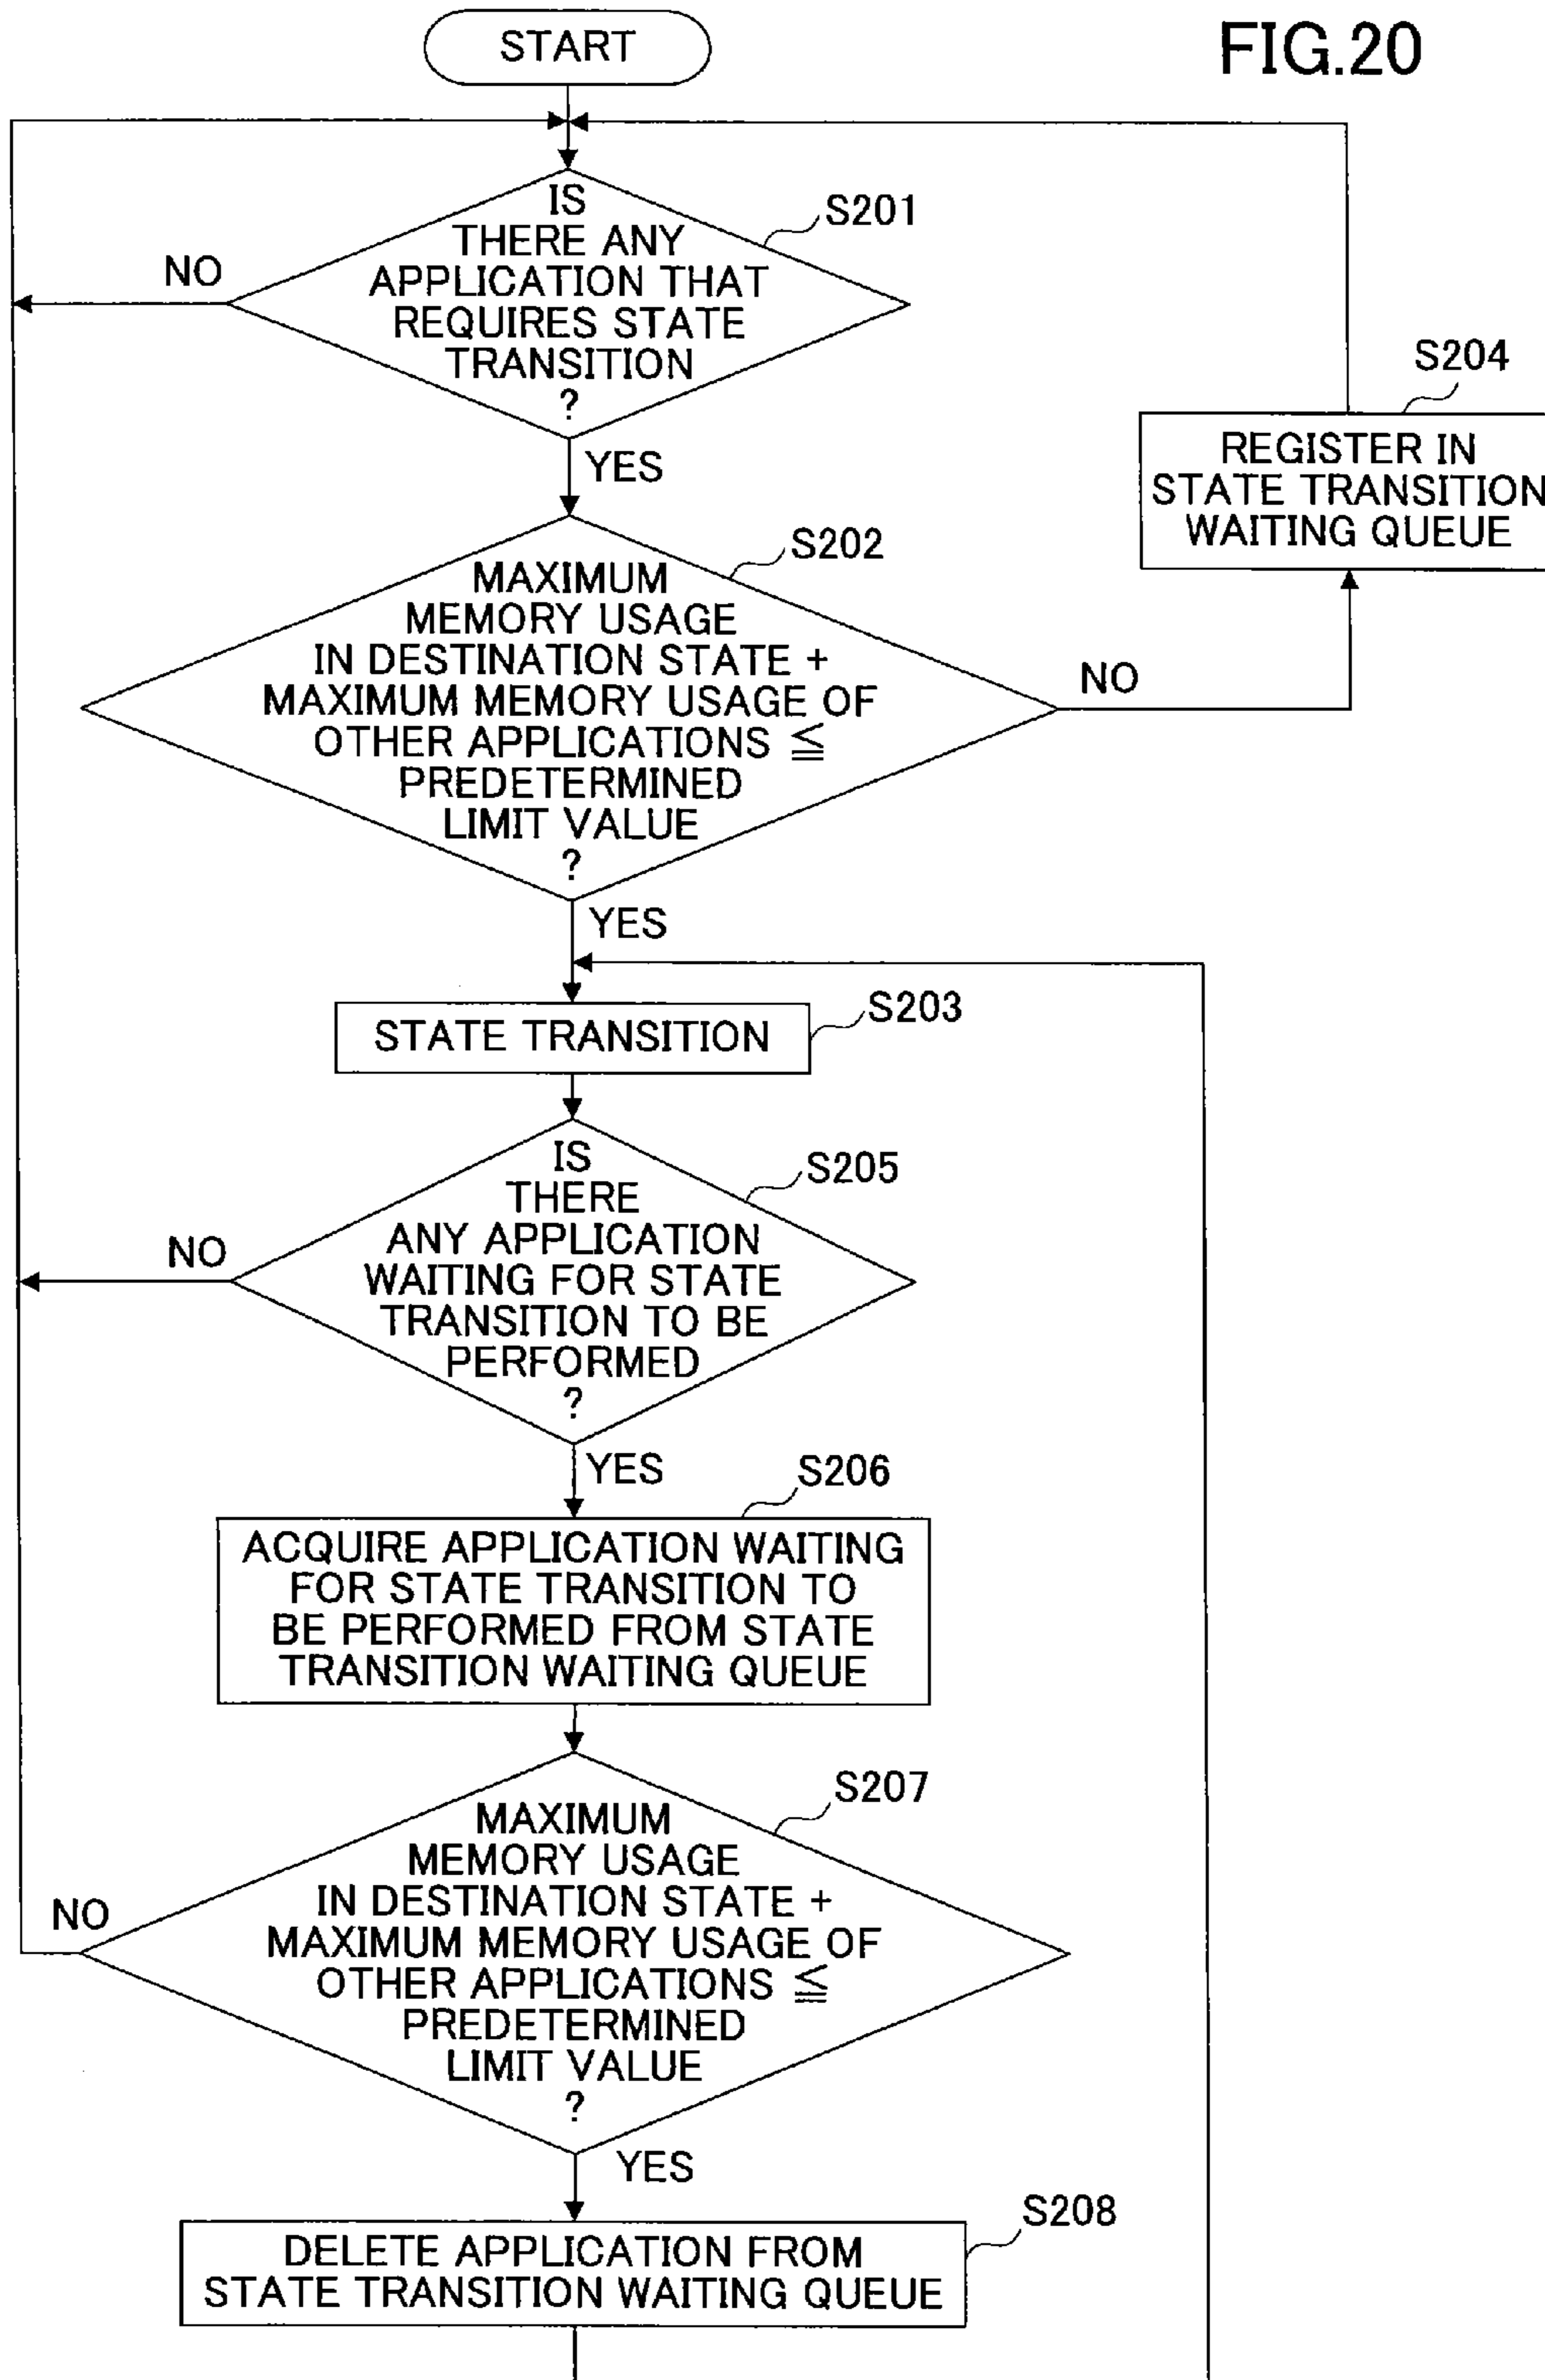 FIG.20
START
IS
THERE ANY
APPLICATION THAT
REQUIRES STATE
TRANSITION
?
S201
NO
YES
S204
REGISTER IN
STATE TRANSITION
WAITING QUEUE
S202
MAXIMUM
MEMORY USAGE
IN DESTINATION STATE +
MAXIMUM MEMORY USAGE OF
OTHER APPLICATIONS ≦
PREDETERMINED
LIMIT VALUE
?
NO
YES
S203
STATE TRANSITION
S205
IS
THERE
ANY APPLICATION
WAITING FOR STATE
TRANSITION TO BE
PERFORMED
?
NO
YES
S206
ACQUIRE APPLICATION WAITING
FOR STATE TRANSITION TO
BE PERFORMED FROM STATE
TRANSITION WAITING QUEUE
S207
MAXIMUM
MEMORY USAGE
IN DESTINATION STATE +
MAXIMUM MEMORY USAGE OF
OTHER APPLICATIONS ≦
PREDETERMINED
LIMIT VALUE
?
NO
YES
S208
DELETE APPLICATION FROM
STATE TRANSITION WAITING QUEUE